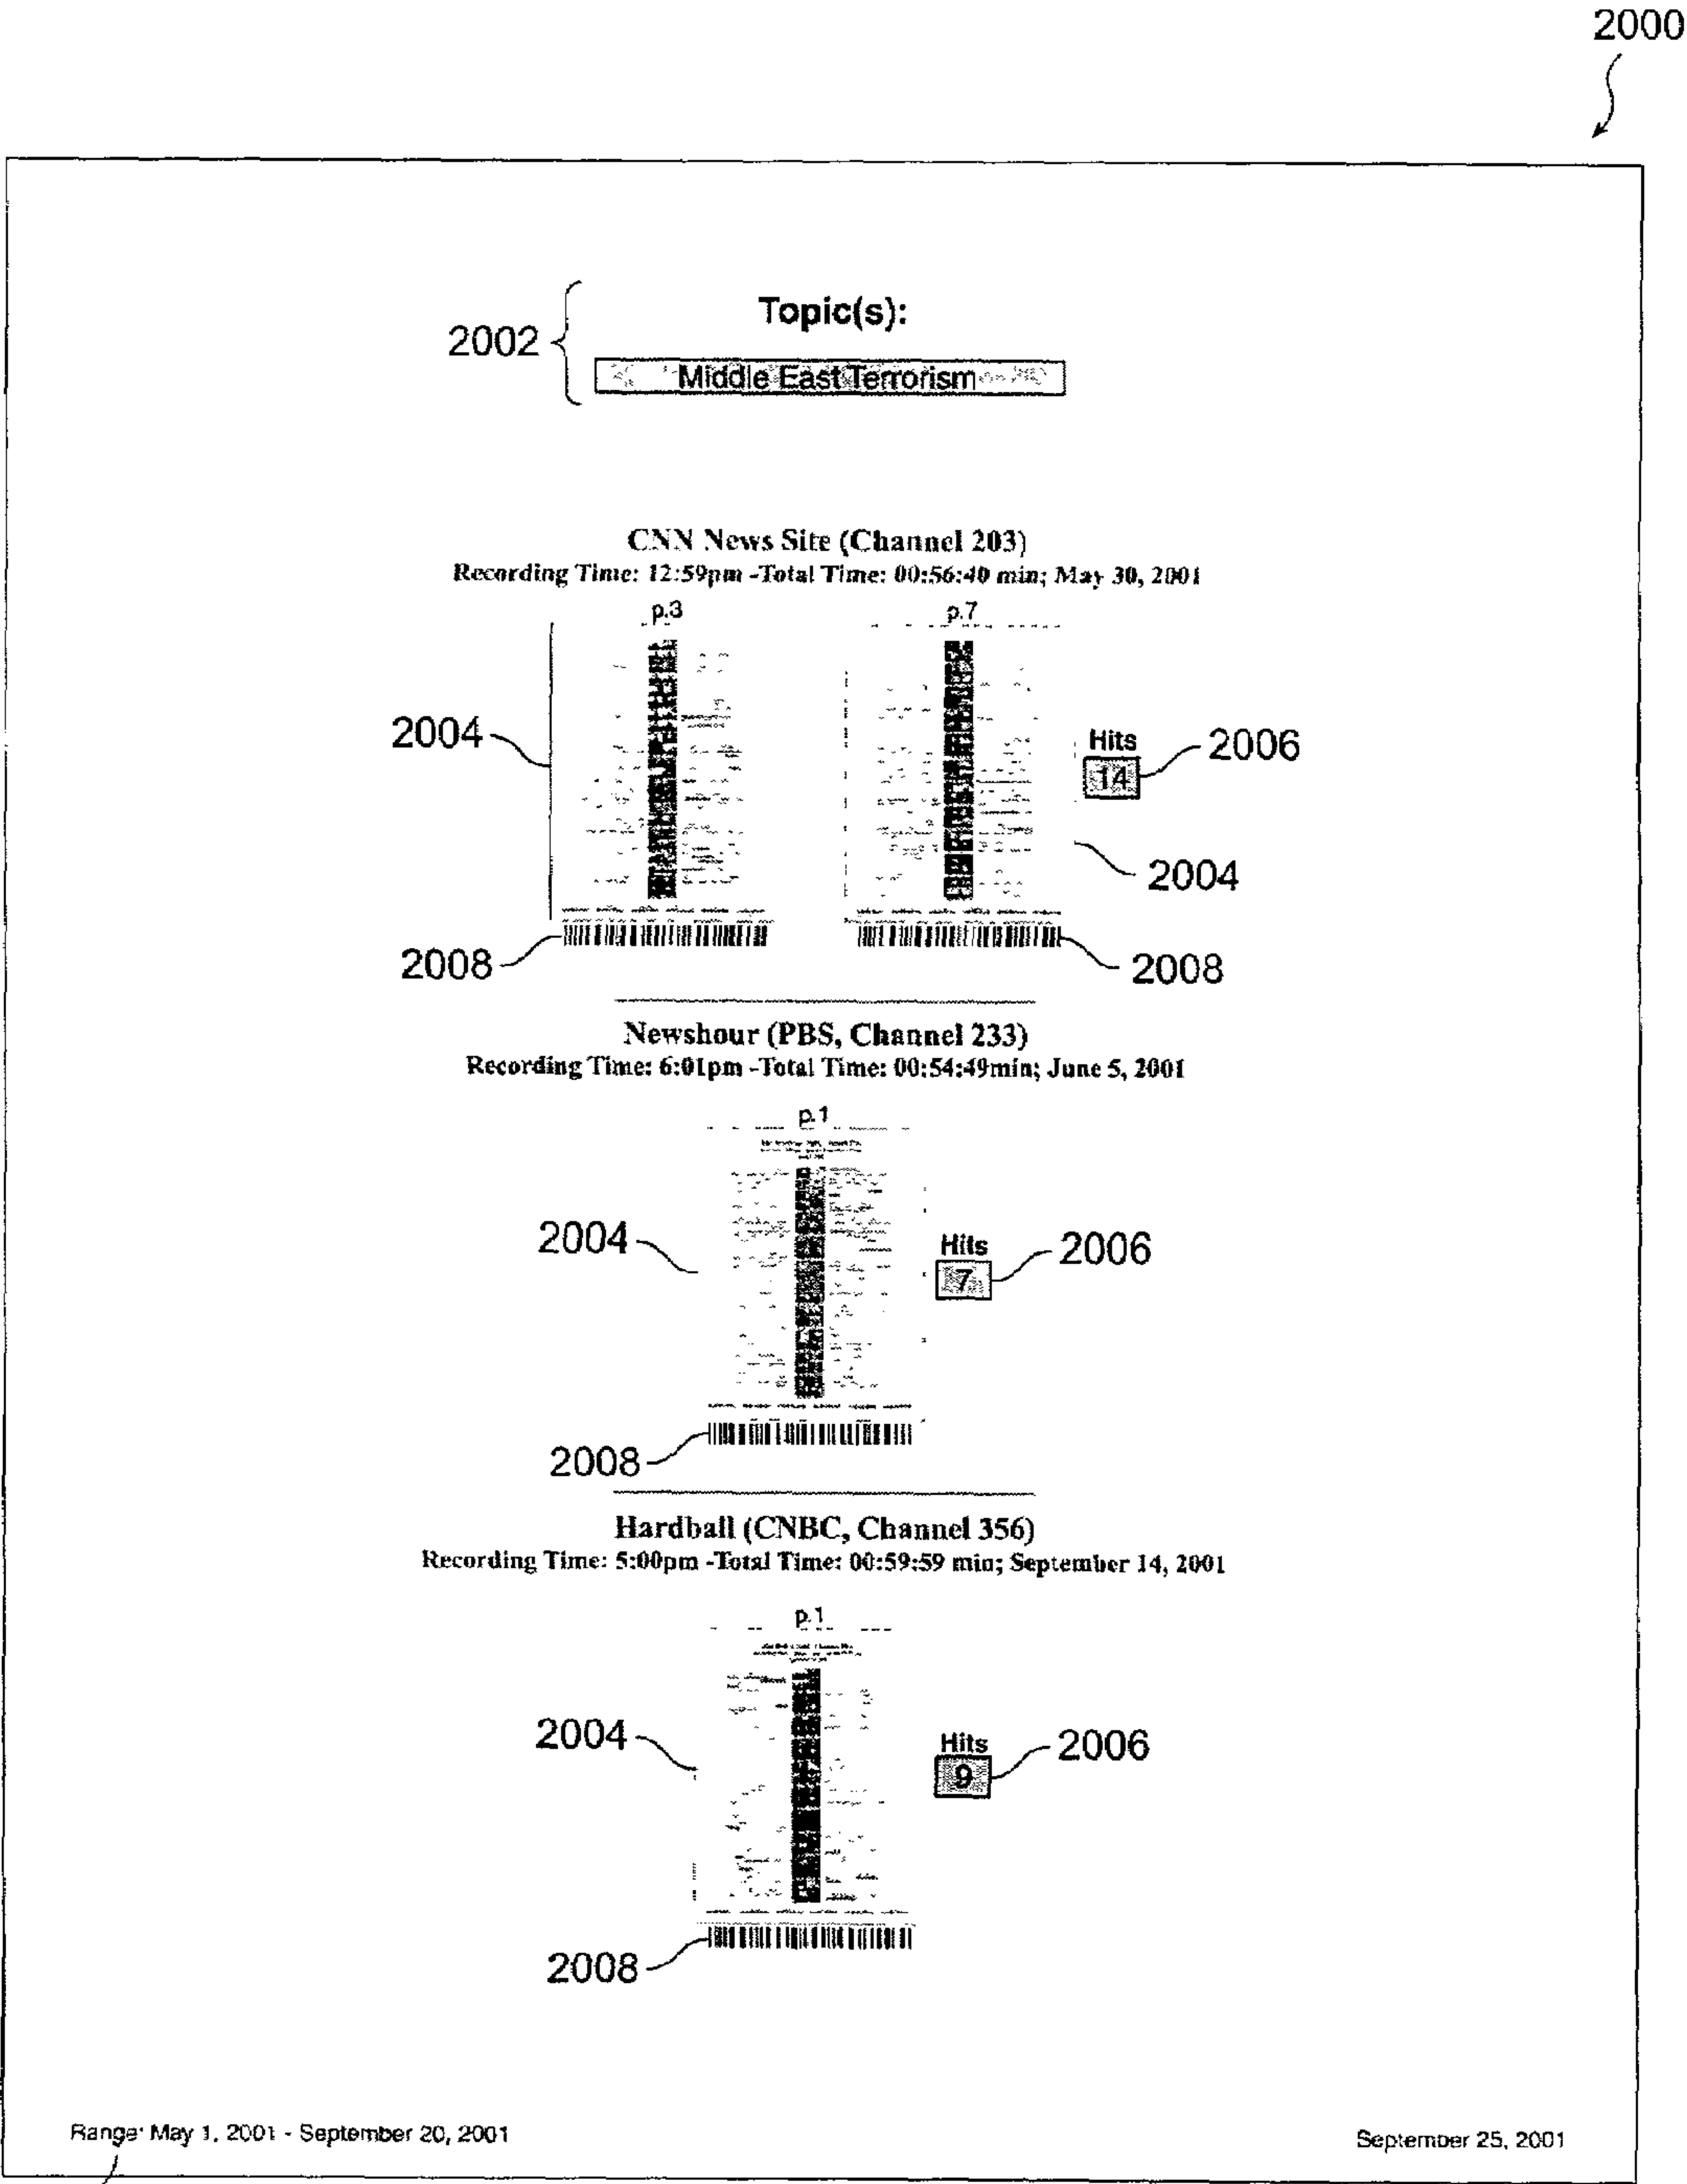 2000
Topic(s):
2002
Middle East Terrorism
CNN News Site (Channel 203)
Recording Time: 12:59pm -Total Time: 00:56:40 min; May 30, 2001
p.3 p.7
2004
Hits
2006
14
2004
2008
2008
Newshour (PBS, Channel 233)
Recording Time: 6:01pm -Total Time: 00:54:49min; June 5, 2001
p.1
2004
Hits
2006
7
2008
Hardball (CNBC, Channel 356)
Recording Time: 5:00pm -Total Time: 00:59:59 min; September 14, 2001
p.1
2004
Hits
2006
9
2008
Range: May 1, 2001 - September 20, 2001
September 25, 2001